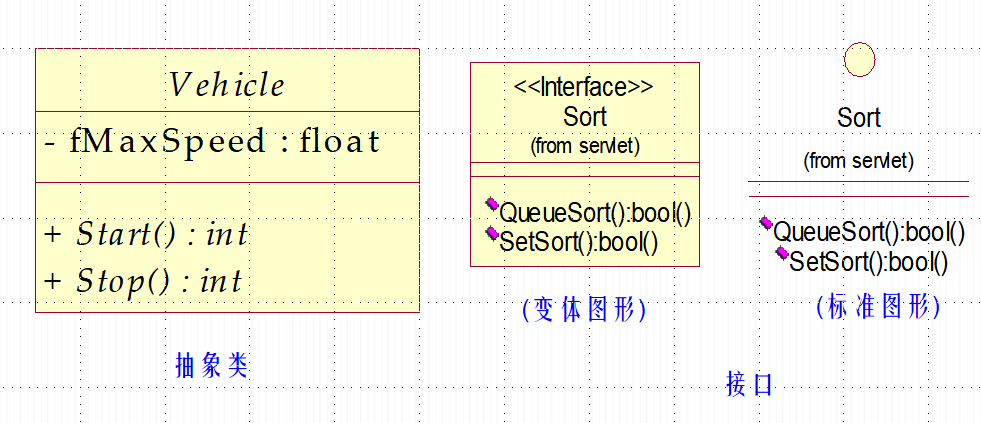 Vehicle
- fMaxSpeed : float
+ Start() : int
+ Stop() : int
抽象类
<<Interface>>
Sort
(from servlet)
QueueSort():bool()
SetSort():bool()
(变体图形)
Sort
(from servlet)
QueueSort():bool()
SetSort():bool()
(标准图形)
接口